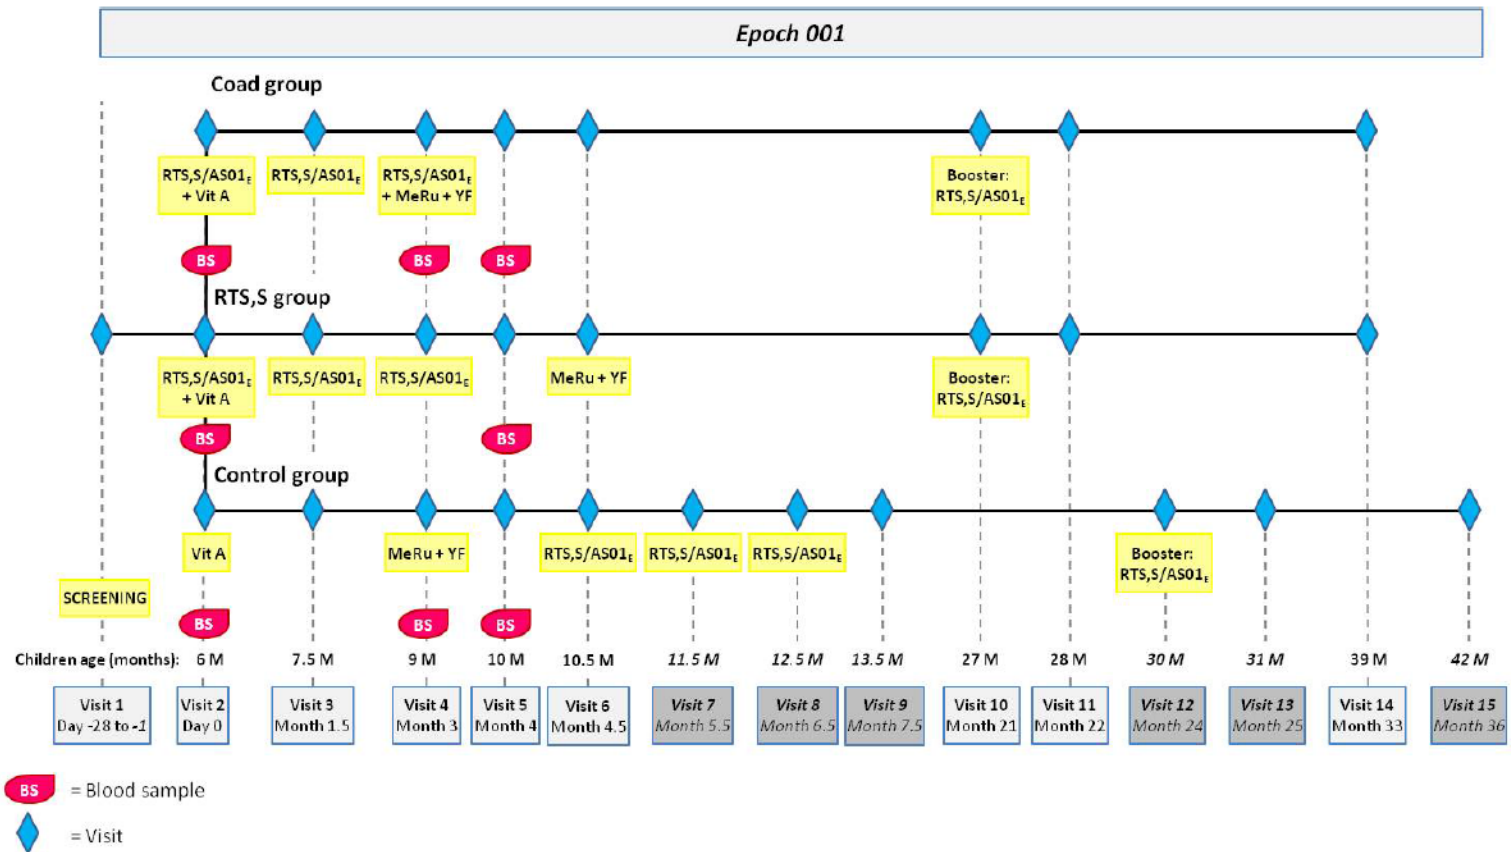 Epoch 001
Coad group
RTS,S/AS01E + Vit A
RTS,S/AS01E
RTS,S/AS01E + MeRu + YF
Booster: RTS,S/AS01E
BS
BS
BS
RTS,S group
RTS,S/AS01E + Vit A
RTS,S/AS01E
RTS,S/AS01E
MeRu + YF
Booster: RTS,S/AS01E
BS
BS
Control group
Vit A
MeRu + YF
RTS,S/AS01E
RTS,S/AS01E
RTS,S/AS01E
Booster: RTS,S/AS01E
SCREENING
BS
BS
BS
Children age (months): 6 M 7.5 M 9 M 10 M 10.5 M 11.5 M 12.5 M 13.5 M 27 M 28 M 30 M 31 M 39 M 42 M
Visit 1
Day -28 to -1
Visit 2
Day 0
Visit 3
Month 1.5
Visit 4
Month 3
Visit 5
Month 4
Visit 6
Month 4.5
Visit 7
Month 5.5
Visit 8
Month 6.5
Visit 9
Month 7.5
Visit 10
Month 21
Visit 11
Month 22
Visit 12
Month 24
Visit 13
Month 25
Visit 14
Month 33
Visit 15
Month 36
BS = Blood sample
= Visit